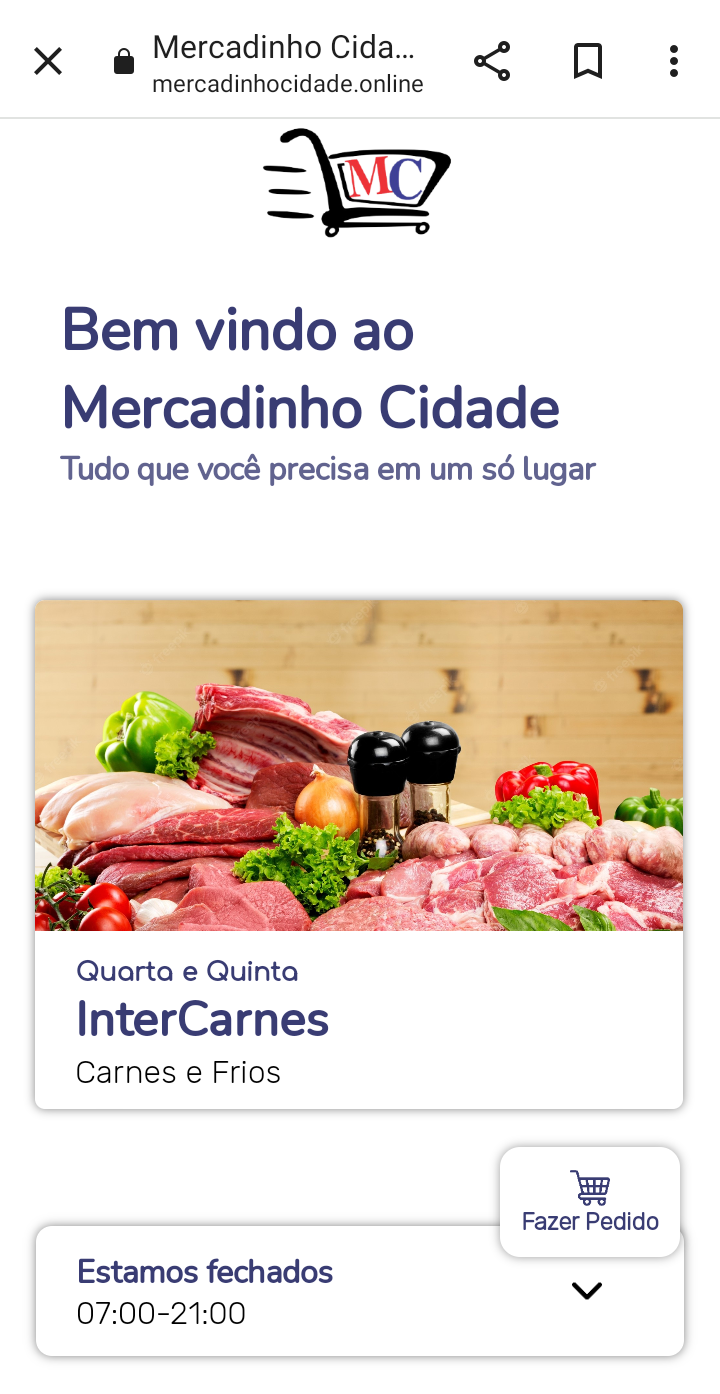 Mercadinho Cida...
mercadinhocidade.online
MC
Bem vindo ao
Mercadinho Cidade
Tudo que você precisa em um só lugar
Quarta e Quinta
InterCarnes
Carnes e Frios
Fazer Pedido
Estamos fechados
07:00-21:00